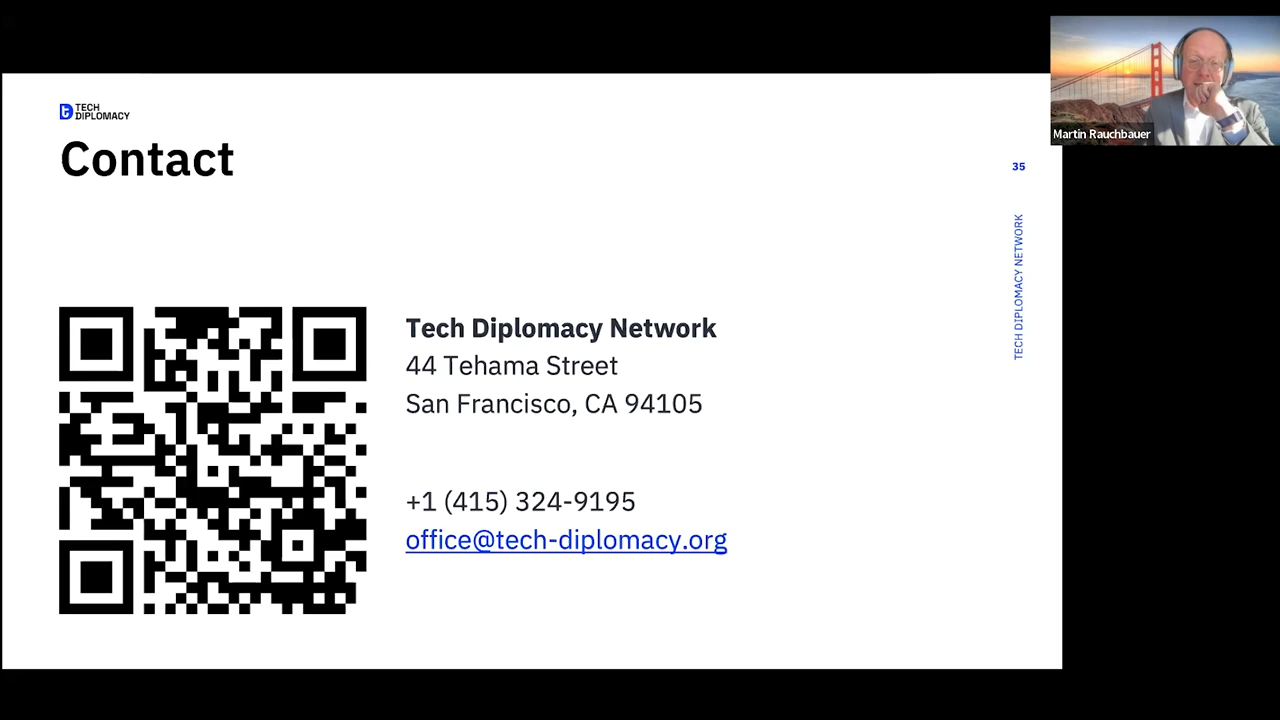 TECH
DIPLOMACY
Contact
35
TECH DIPLOMACY NETWORK
Tech Diplomacy Network
44 Tehama Street
San Francisco, CA 94105
+1 (415) 324-9195
office@tech-diplomacy.org
Martin Rauchbauer